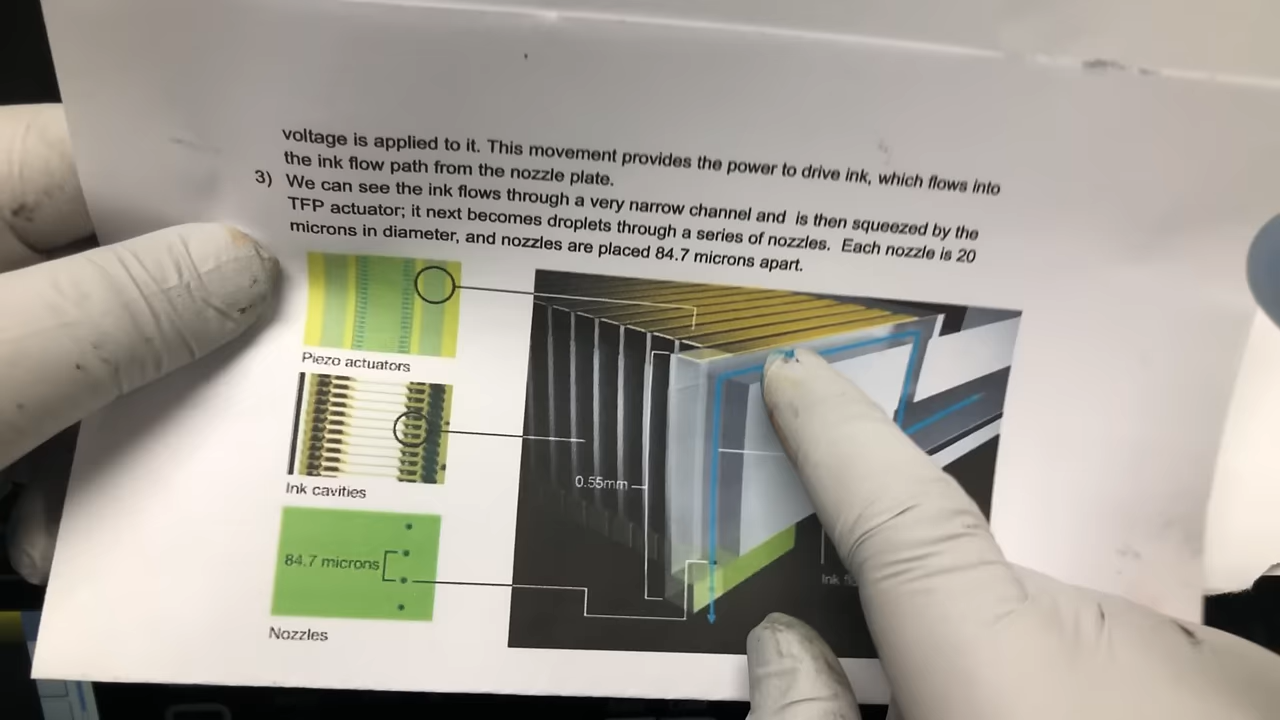 voltage is applied to it. This movement provides the power to drive ink, which flows into
the ink flow path from the nozzle plate.
3) We can see the ink flows through a very narrow channel and is then squeezed by the
TFP actuator; it next becomes droplets through a series of nozzles. Each nozzle is 20
microns in diameter, and nozzles are placed 84.7 microns apart.
Piezo actuators
Ink cavities
0.55mm
84.7 microns
Ink
Nozzles